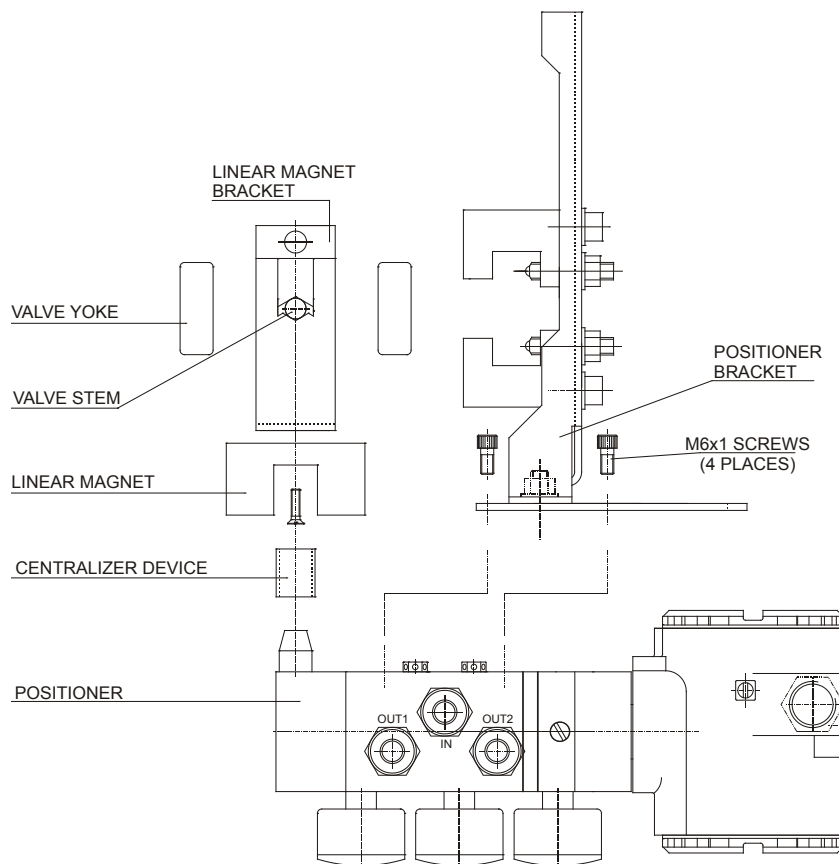 LINEAR MAGNET
BRACKET
VALVE YOKE
VALVE STEM
POSITIONER
BRACKET
M6x1 SCREWS
(4 PLACES)
LINEAR MAGNET
CENTRALIZER DEVICE
POSITIONER
OUT1
OUT2
IN